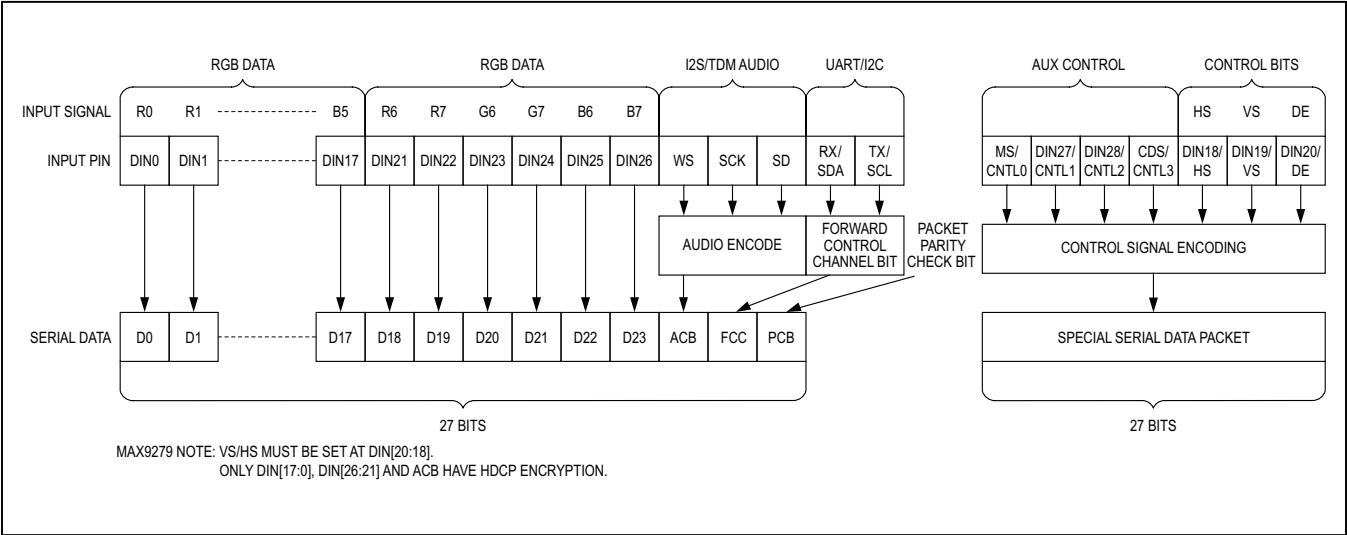 RGB DATA RGB DATA I2S/TDM AUDIO UART/I2C AUX CONTROL CONTROL BITS
INPUT SIGNAL R0 R1 B5 R6 R7 G6 G7 B6 B7 HS VS DE
INPUT PIN DIN0 DIN1 DIN17 DIN21 DIN22 DIN23 DIN24 DIN25 DIN26 WS SCK SD RX/ SDA TX/ SCL MS/ CNTL0 DIN27/ CNTL1 DIN28/ CNTL2 CDS/ CNTL3 DIN18/ HS DIN19/ VS DIN20/ DE
AUDIO ENCODE
FORWARD
CONTROL
CHANNEL BIT
PACKET
PARITY
CHECK BIT
CONTROL SIGNAL ENCODING
SERIAL DATA D0 D1 D17 D18 D19 D20 D21 D22 D23 ACB FCC PCB SPECIAL SERIAL DATA PACKET
27 BITS 27 BITS
MAX9279 NOTE: VS/HS MUST BE SET AT DIN[20:18].
ONLY DIN[17:0], DIN[26:21] AND ACB HAVE HDCP ENCRYPTION.